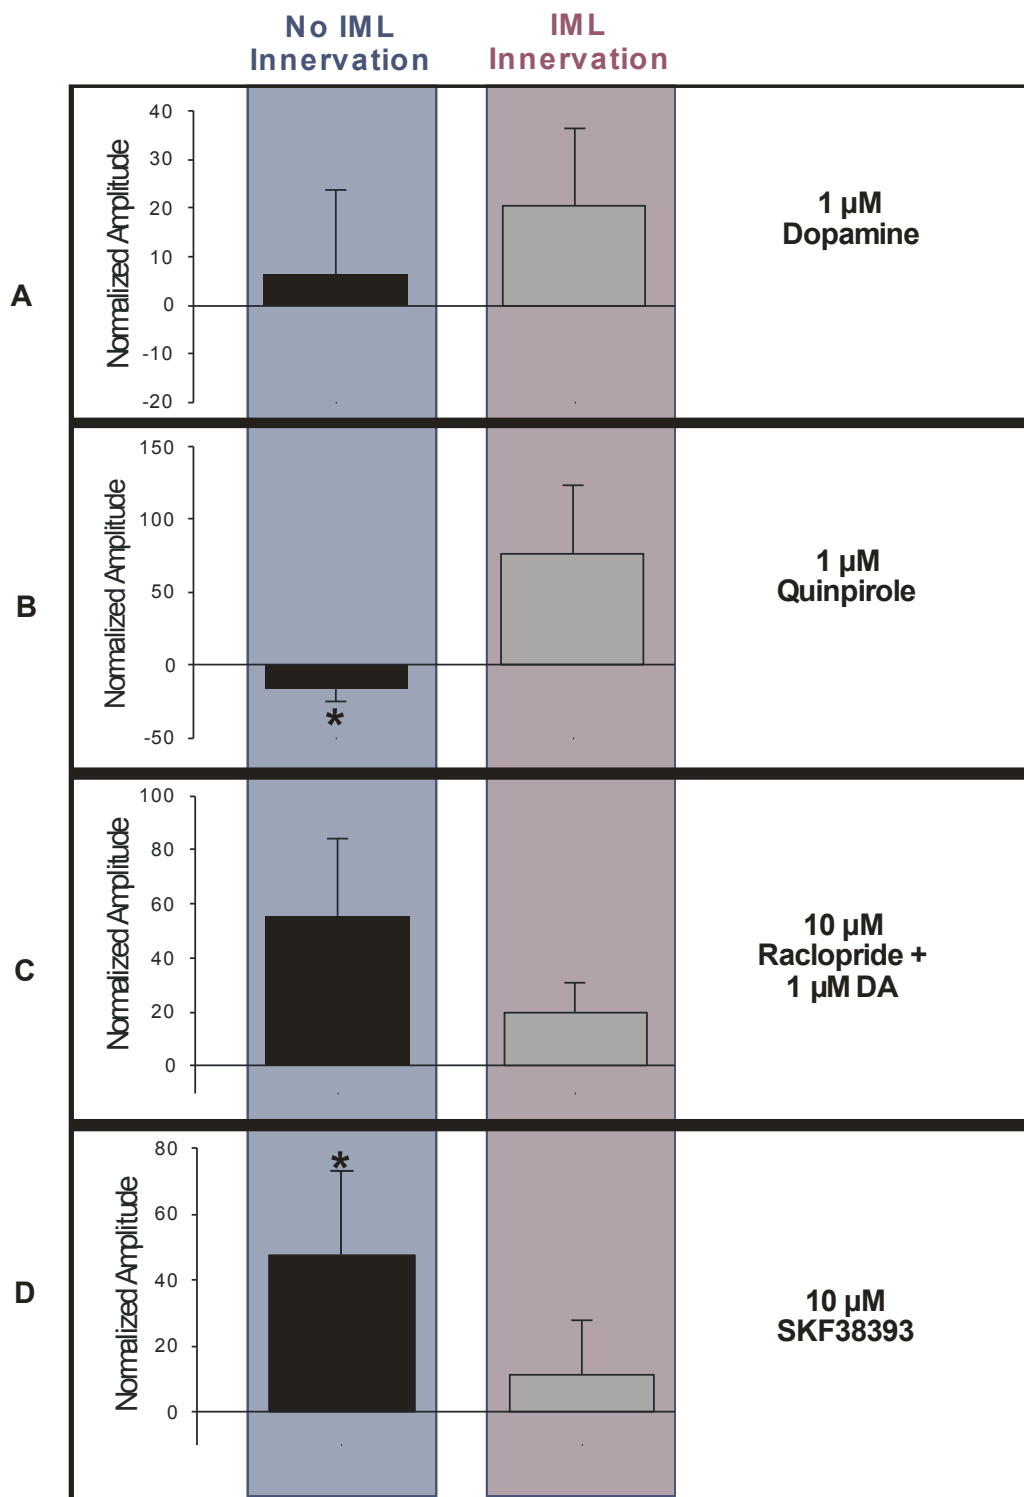 No IML
Innervation
IML
Innervation
A
Normalized Amplitude
40
30
20
10
0
-10
-20
1 µM
Dopamine
B
Normalized Amplitude
150
100
50
0
-50
*
1 µM
Quinpirole
C
Normalized Amplitude
100
80
60
40
20
0
10 µM
Raclopride +
1 µM DA
D
Normalized Amplitude
80
60
40
20
0
*
10 µM
SKF38393